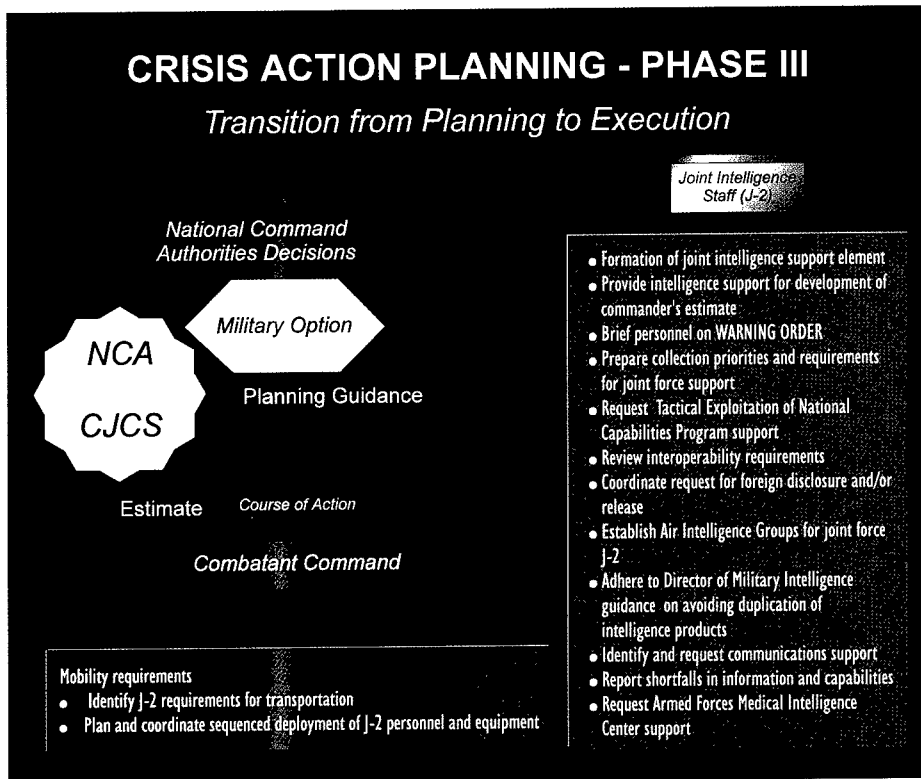 CRISIS ACTION PLANNING - PHASE III
Transition from Planning to Execution
National Command
Authorities Decisions
Military Option
NCA
CJCS
Planning Guidance
Estimate
Course of Action
Combatant Command
Mobility requirements
● Identify J-2 requirements for transportation
● Plan and coordinate sequenced deployment of J-2 personnel and equipment
Joint Intelligence
Staff (J-2)
● Formation of joint intelligence support element
● Provide intelligence support for development of
commander's estimate
● Brief personnel on WARNING ORDER
● Prepare collection priorities and requirements
for joint force support
● Request Tactical Exploitation of National
Capabilities Program support
● Review interoperability requirements
● Coordinate request for foreign disclosure and/or
release
● Establish Air Intelligence Groups for joint force
J-2
● Adhere to Director of Military Intelligence
guidance on avoiding duplication of
intelligence products
● Identify and request communications support
● Report shortfalls in information and capabilities
● Request Armed Forces Medical Intelligence
Center support